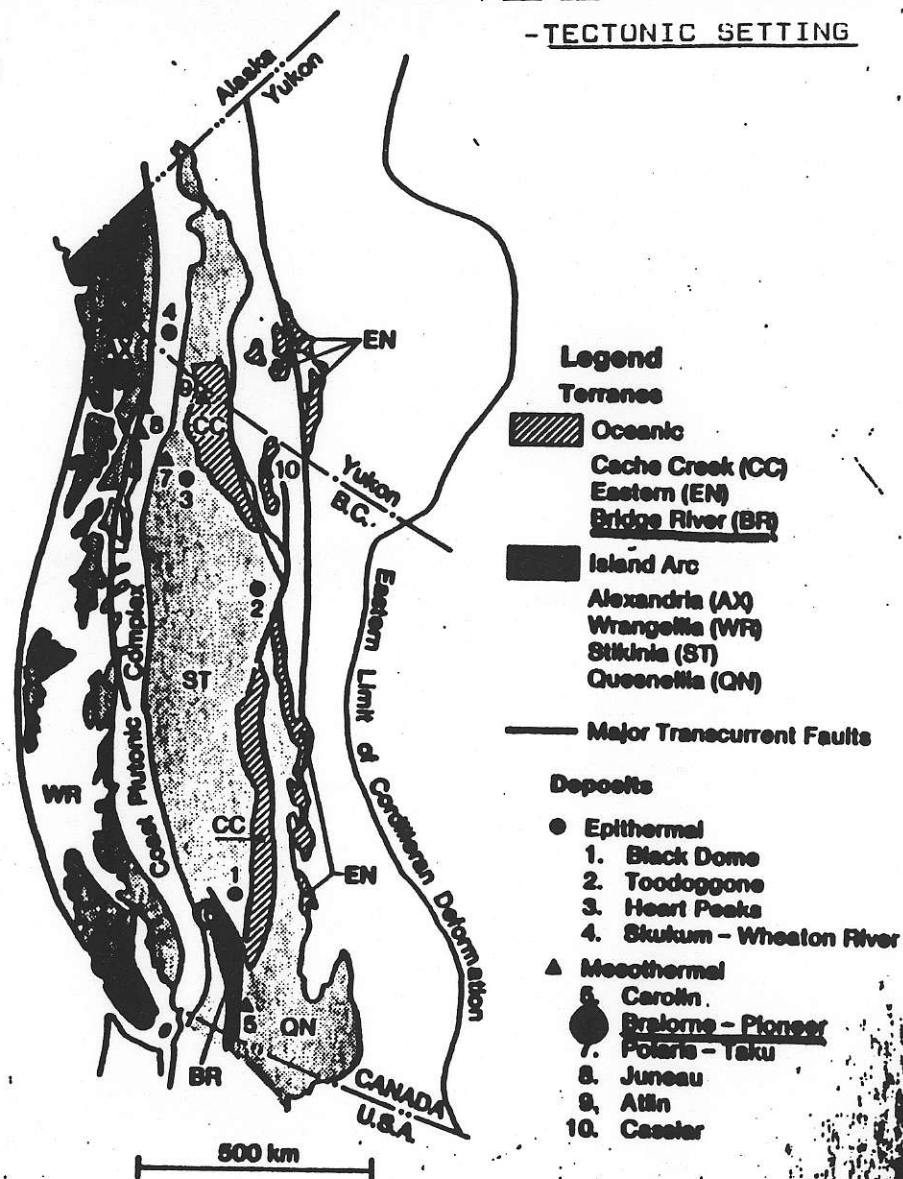 -TECTONIC SETTING
Alaska
Yukon
4
EN
AX
9
8
CC
7
3
10
Yukon
B.C.
2
ST
Coast Plutonic Complex
WR
CC
EN
1
5
QN
BR
CANADA
U.S.A.
500 km
Eastern Limit of Cordilleran Deformation
Legend
Terranes
Oceanic
Cache Creek (CC)
Eastern (EN)
Bridge River (BR)
Island Arc
Alexandria (AX)
Wrangellia (WR)
Stikinia (ST)
Quesnellia (QN)
Major Transcurrent Faults
Deposits
Epithermal
1. Black Dome
2. Toodoggone
3. Heart Peaks
4. Skukum - Wheaton River
Mesothermal
5. Carolin
Bralorne - Pioneer
7. Polaris - Taku
8. Juneau
9. Atlin
10. Cassiar